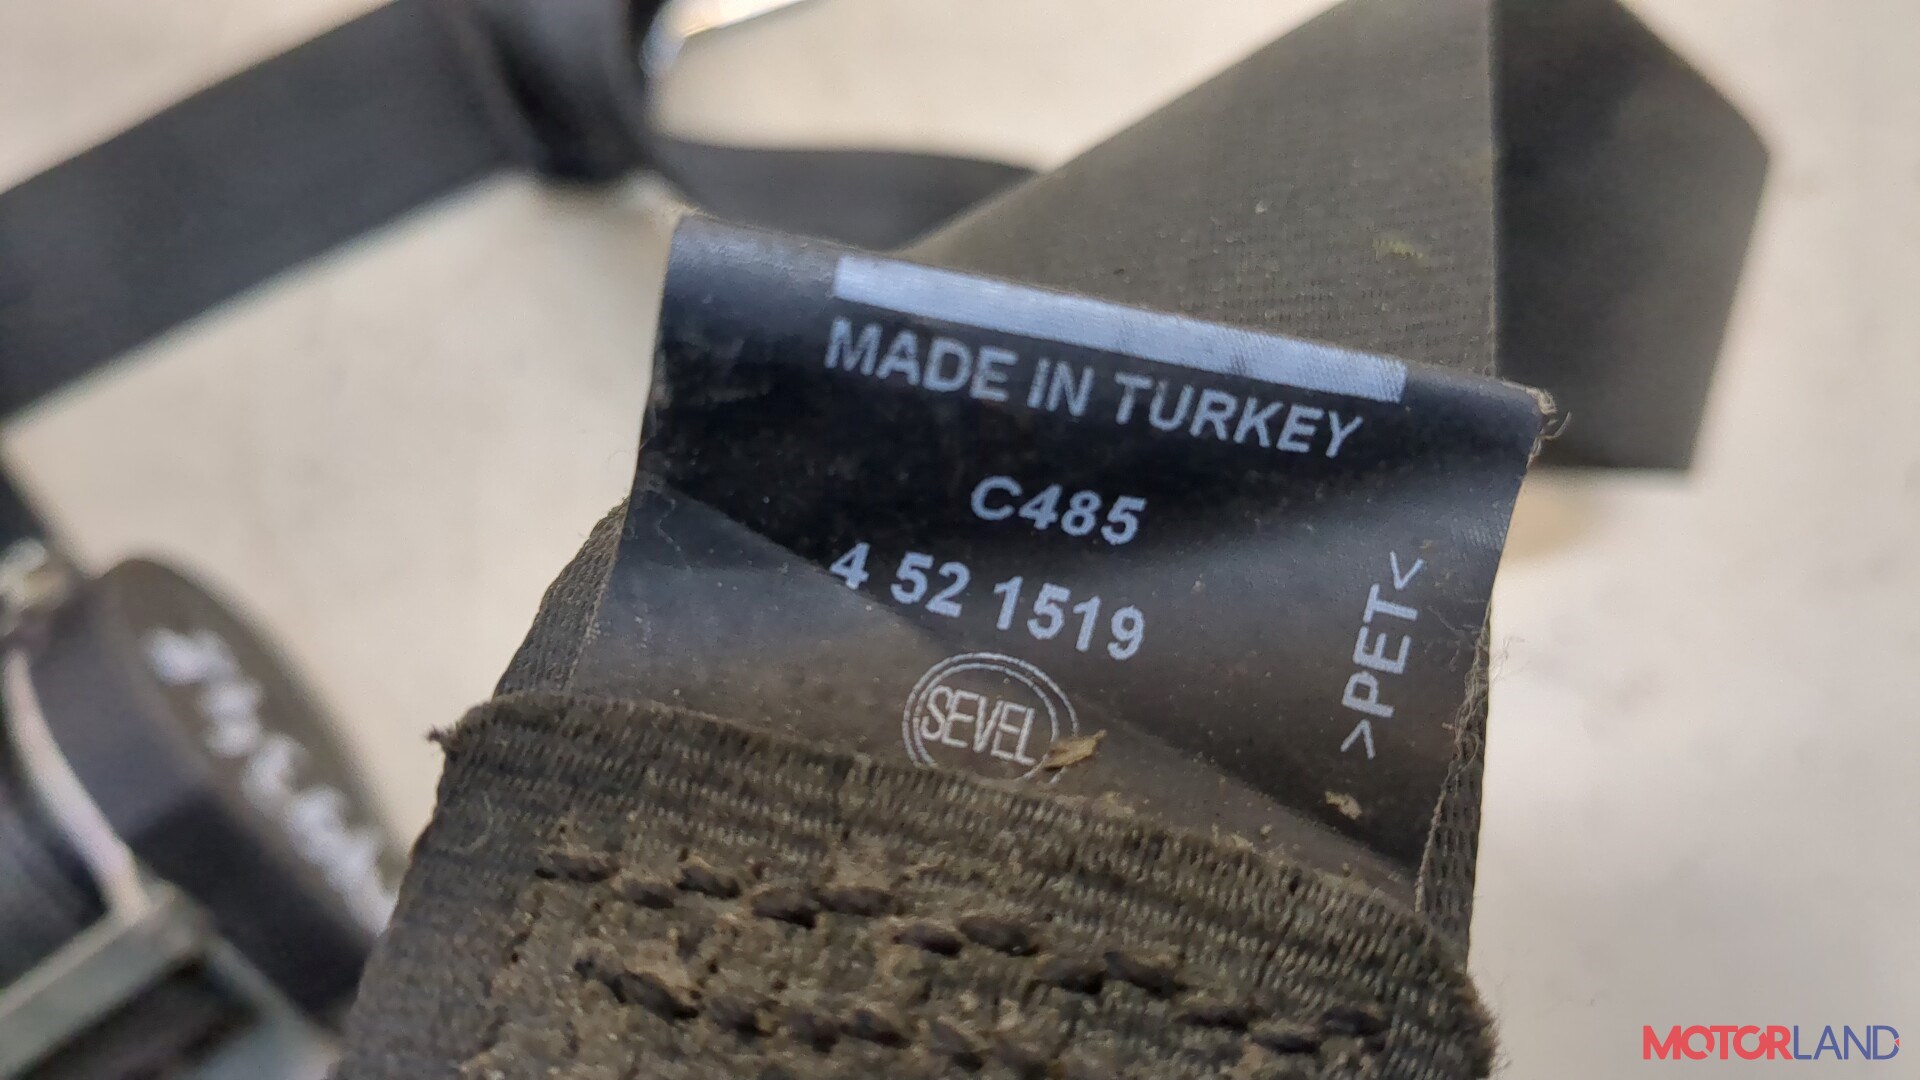 MADE IN TURKEY
C485
4 52 1519
SEVEL
>PET<
MOTORLAND